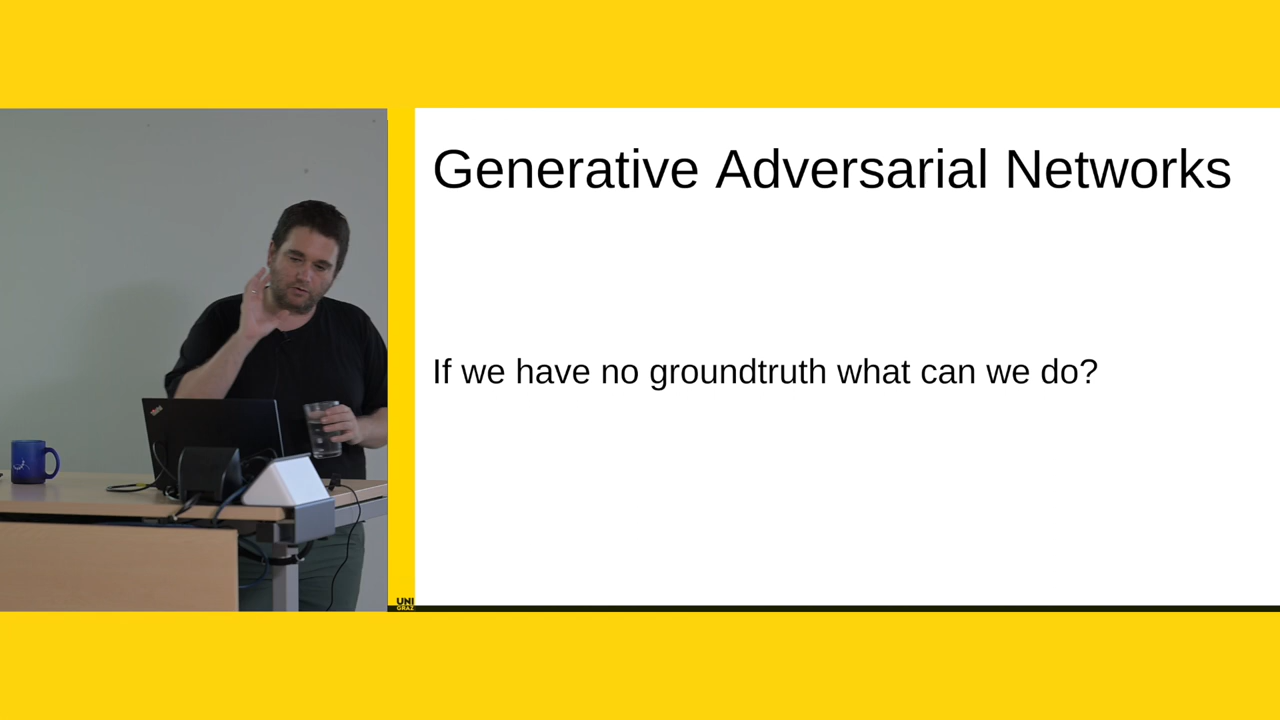 Generative Adversarial Networks
If we have no groundtruth what can we do?
UNI
GRAZ